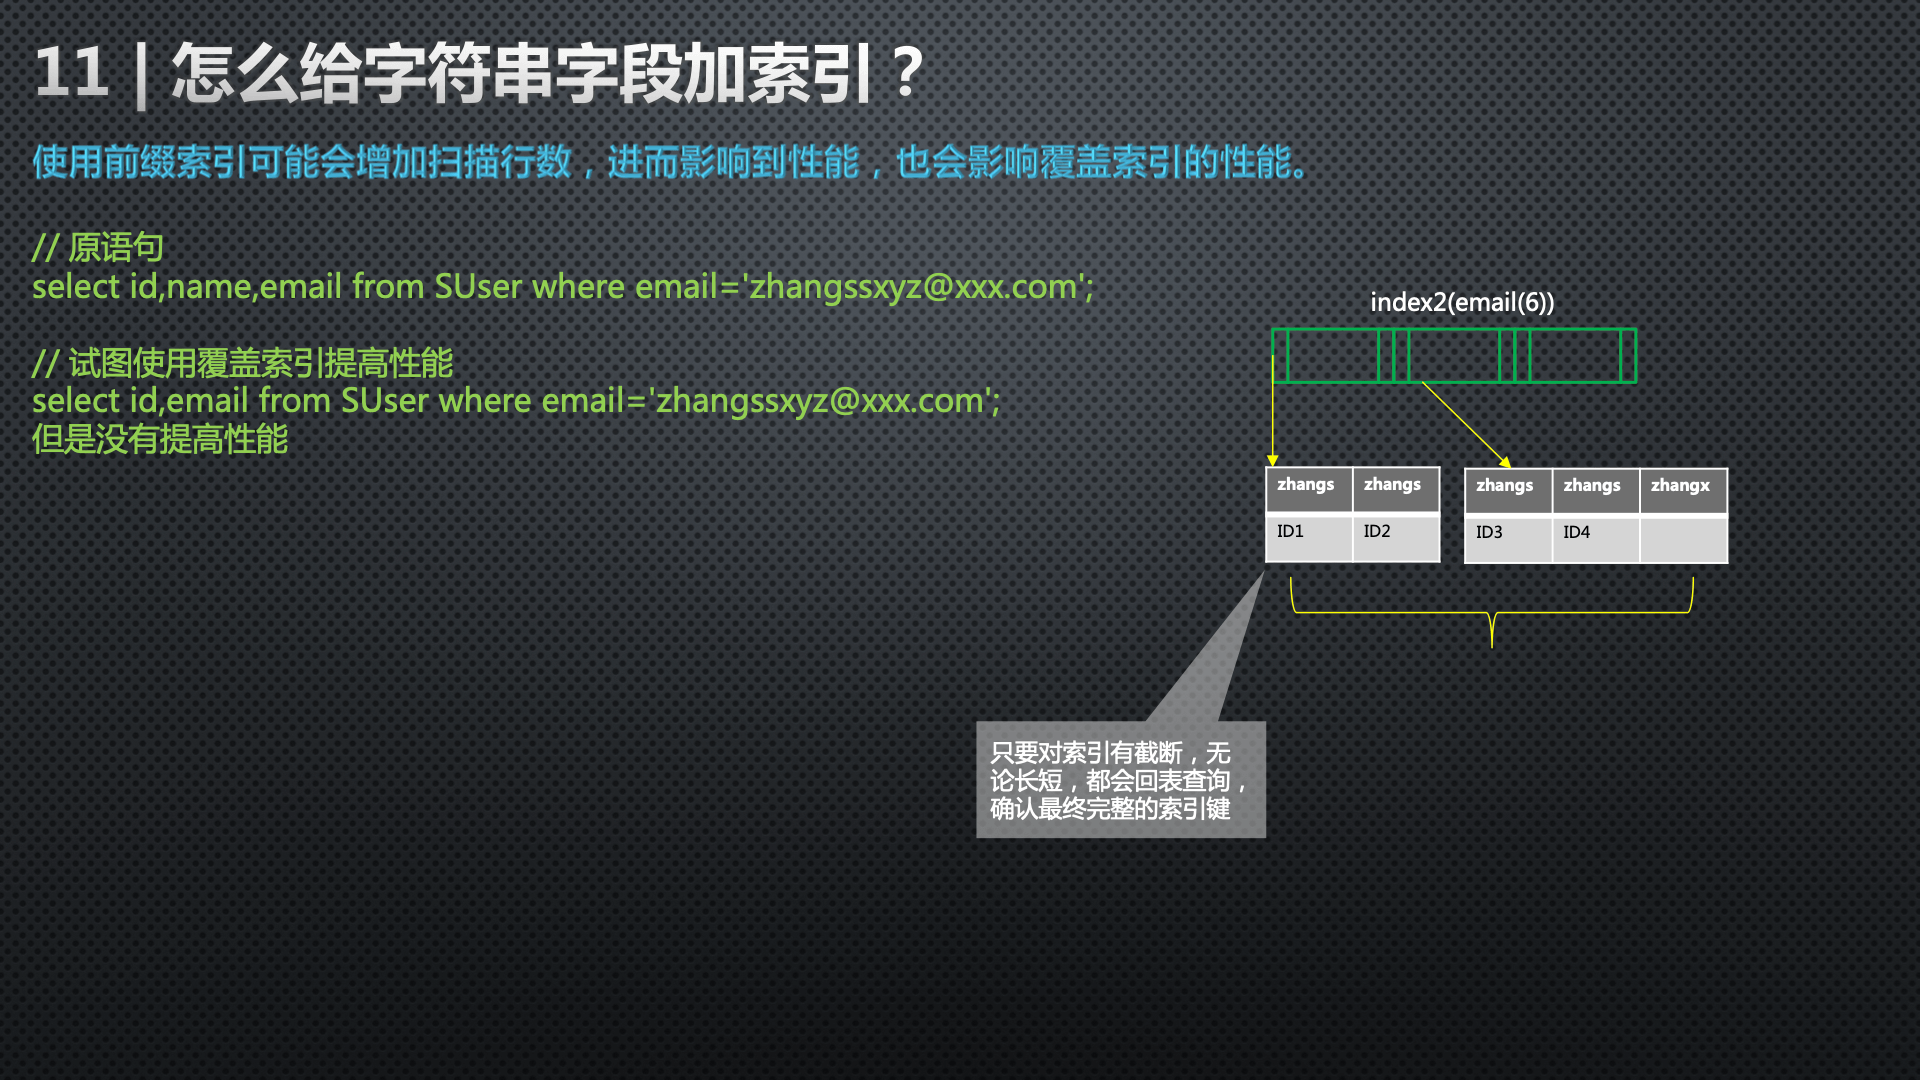 11 | 怎么给字符串字段加索引？
使用前缀索引可能会增加扫描行数，进而影响到性能，也会影响覆盖索引的性能。
// 原语句
select id,name,email from SUser where email='zhangssxyz@xxx.com';
// 试图使用覆盖索引提高性能
select id,email from SUser where email='zhangssxyz@xxx.com';
但是没有提高性能
index2(email(6))
zhangs zhangs zhangs zhangs zhangx
ID1 ID2 ID3 ID4
只要对索引有截断，无
论长短，都会回表查询，
确认最终完整的索引键